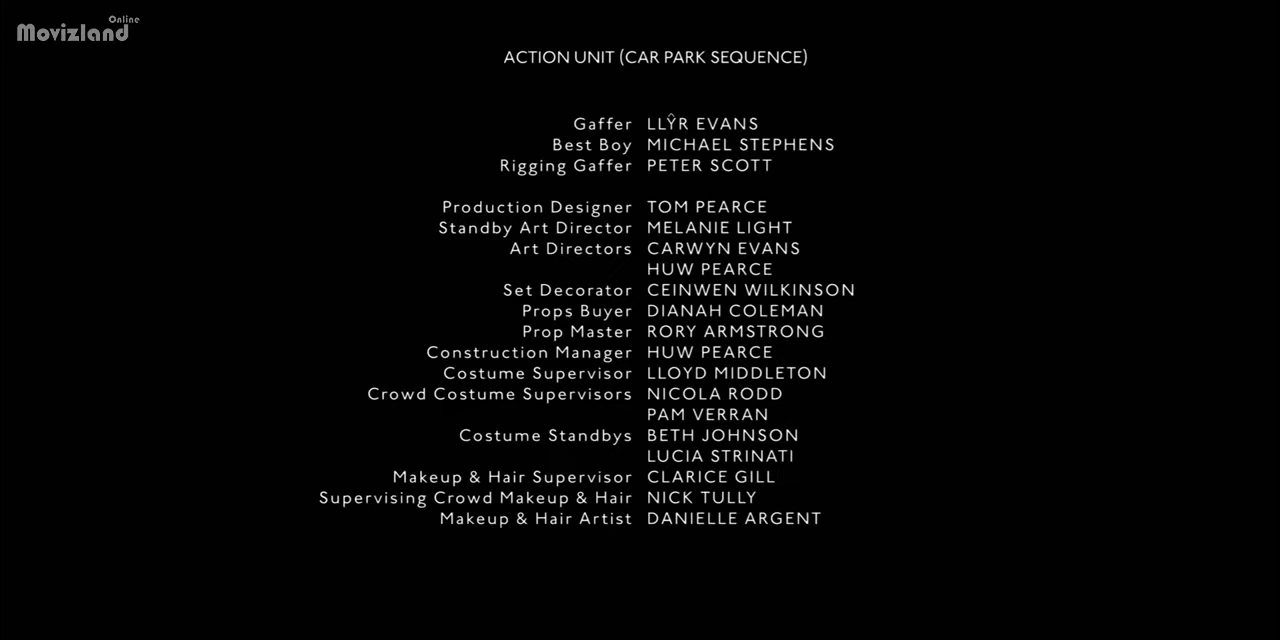 Online
Movizland
ACTION UNIT (CAR PARK SEQUENCE)
Gaffer LLŶR EVANS
Best Boy MICHAEL STEPHENS
Rigging Gaffer PETER SCOTT
Production Designer TOM PEARCE
Standby Art Director MELANIE LIGHT
Art Directors CARWYN EVANS
HUW PEARCE
Set Decorator CEINWEN WILKINSON
Props Buyer DIANAH COLEMAN
Prop Master RORY ARMSTRONG
Construction Manager HUW PEARCE
Costume Supervisor LLOYD MIDDLETON
Crowd Costume Supervisors NICOLA RODD
PAM VERRAN
Costume Standbys BETH JOHNSON
LUCIA STRINATI
Makeup & Hair Supervisor CLARICE GILL
Supervising Crowd Makeup & Hair NICK TULLY
Makeup & Hair Artist DANIELLE ARGENT